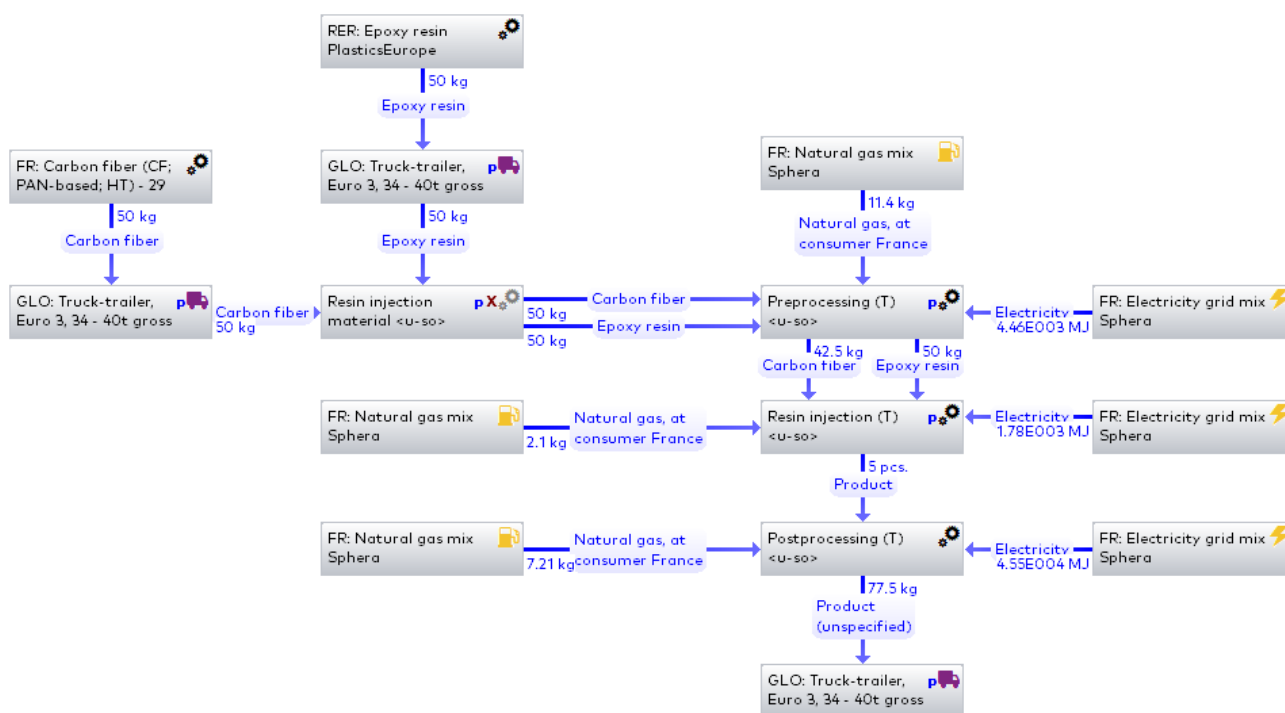 RER: Epoxy resin
PlasticsEurope
50 kg
Epoxy resin
FR: Carbon fiber (CF;
PAN-based; HT) - 29
50 kg
Carbon fiber
GLO: Truck-trailer,
Euro 3, 34 - 40t gross
p
50 kg
Epoxy resin
FR: Natural gas mix
Sphera
11.4 kg
Natural gas, at
consumer France
GLO: Truck-trailer,
Euro 3, 34 - 40t gross
p
Carbon fiber
50 kg
Resin injection
material <u-so>
p X
Carbon fiber
50 kg
Epoxy resin
50 kg
Preprocessing (T)
<u-so>
p
Electricity
4.46E003 MJ
FR: Electricity grid mix
Sphera
42.5 kg
Carbon fiber
50 kg
Epoxy resin
FR: Natural gas mix
Sphera
Natural gas, at
consumer France
2.1 kg
Resin injection (T)
<u-so>
p
Electricity
1.78E003 MJ
FR: Electricity grid mix
Sphera
5 pcs.
Product
FR: Natural gas mix
Sphera
Natural gas, at
consumer France
7.21 kg
Postprocessing (T)
<u-so>
Electricity
4.55E004 MJ
FR: Electricity grid mix
Sphera
77.5 kg
Product
(unspecified)
GLO: Truck-trailer,
Euro 3, 34 - 40t gross
p